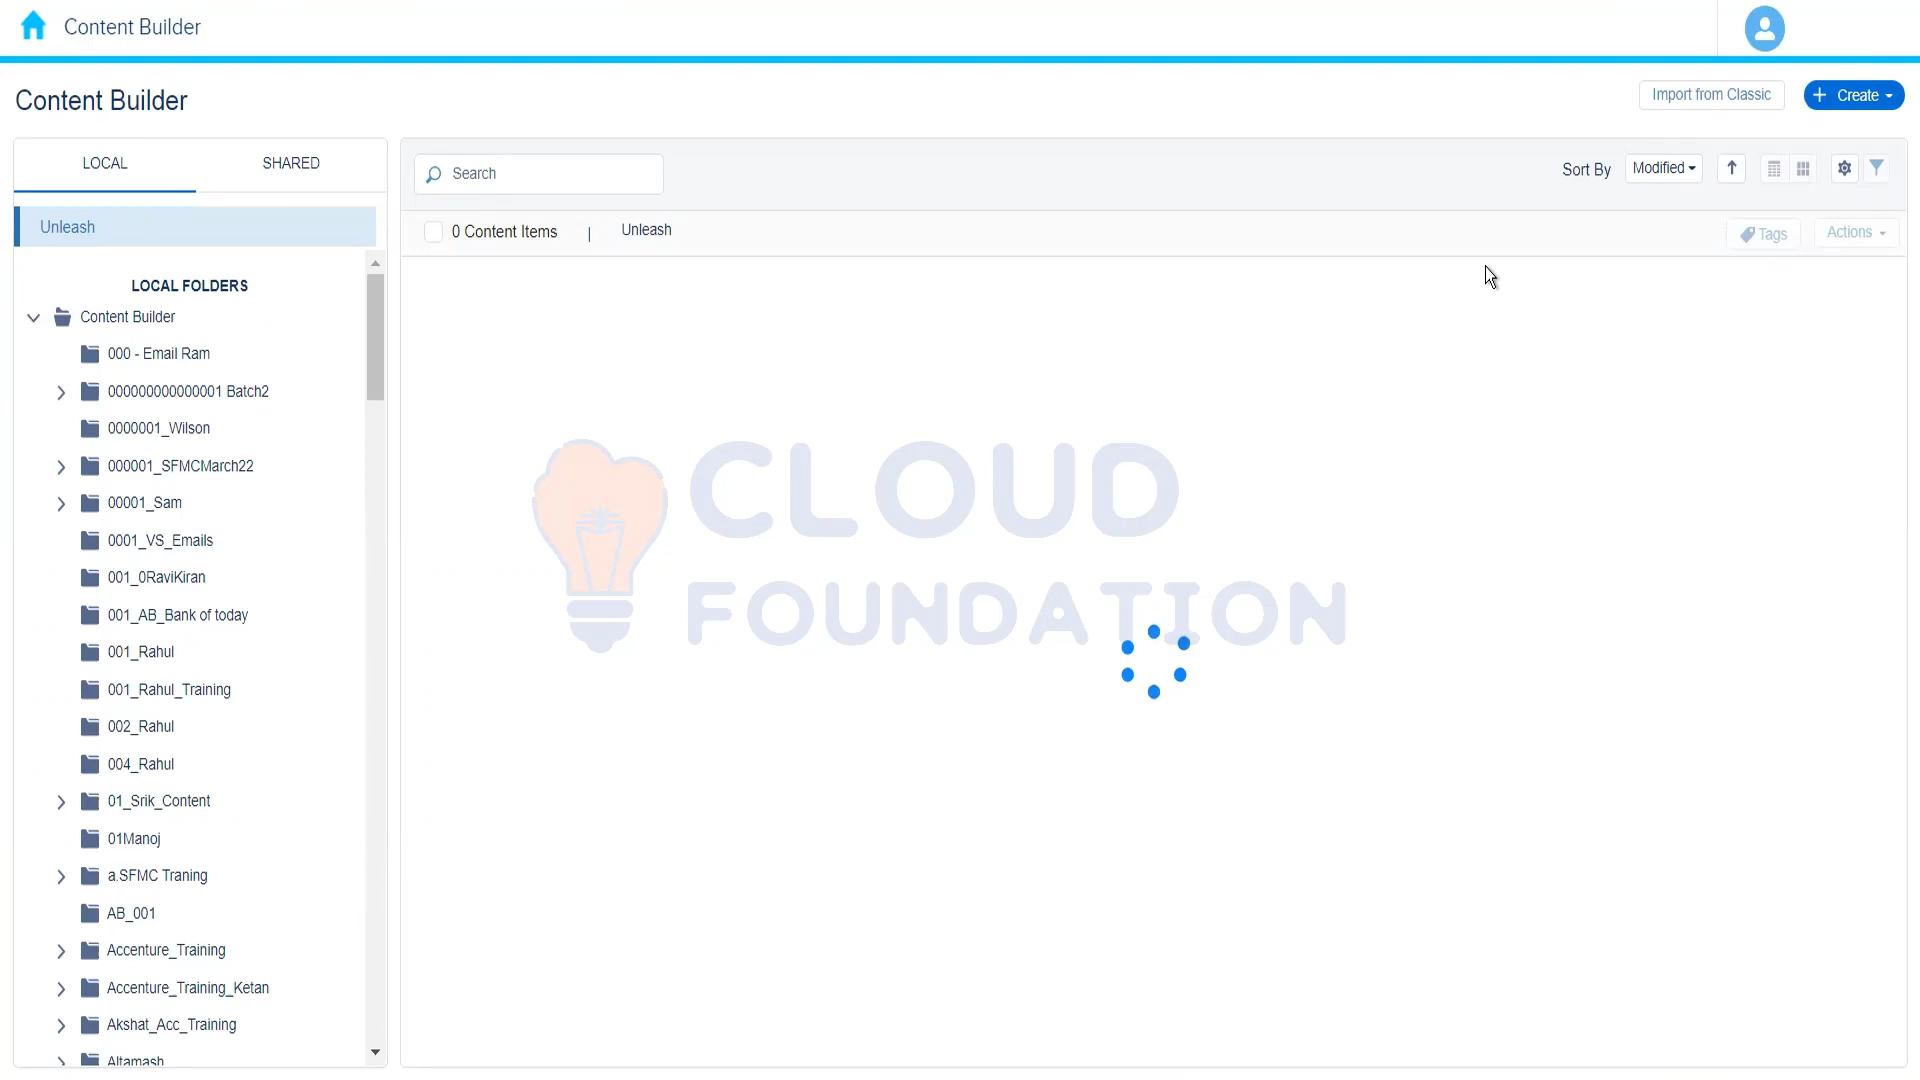 Content Builder
Content Builder
Import from Classic
Create
LOCAL
SHARED
Search
Sort By
Modified
Unleash
0 Content Items | Unleash
Tags
Actions
LOCAL FOLDERS
Content Builder
000 - Email Ram
000000000000001 Batch2
0000001_Wilson
000001_SFMCMarch22
00001_Sam
0001_VS_Emails
001_0RaviKiran
001_AB_Bank of today
001_Rahul
001_Rahul_Training
002_Rahul
004_Rahul
01_Srik_Content
01Manoj
a.SFMC Traning
AB_001
Accenture_Training
Accenture_Training_Ketan
Akshat_Acc_Training
Altamash
CLOUD
FOUNDATION